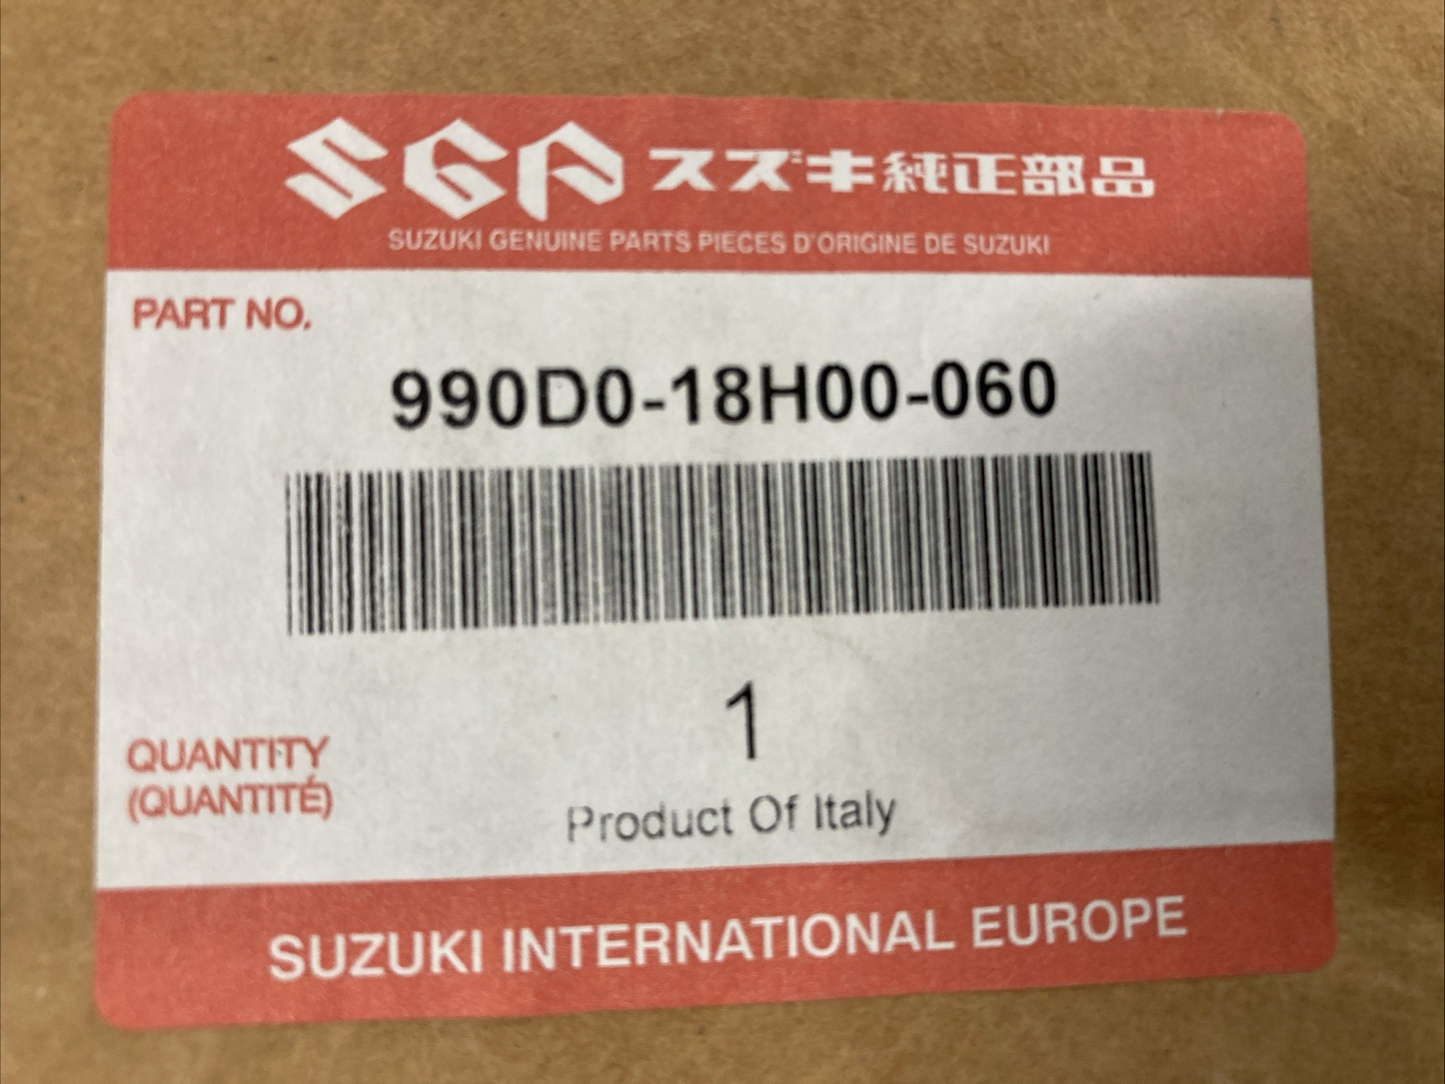 SGP スズキ純正部品
SUZUKI GENUINE PARTS PIECES D'ORIGINE DE SUZUKI
PART NO.
990D0-18H00-060
1
QUANTITY
(QUANTITÉ)
Product Of Italy
SUZUKI INTERNATIONAL EUROPE